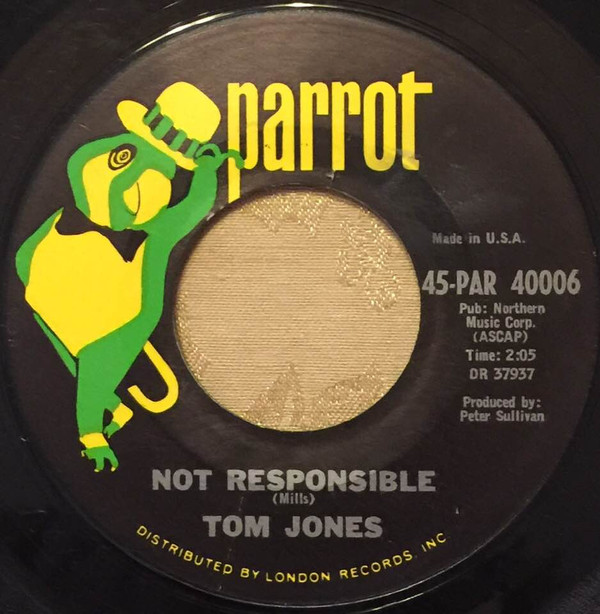 parrot
Made in U.S.A.
45-PAR 40006
Pub: Northern
Music Corp.
(ASCAP)
Time: 2:05
DR 37937
Produced by:
Peter Sullivan
NOT RESPONSIBLE
(Mills)
TOM JONES
DISTRIBUTED BY LONDON RECORDS, INC